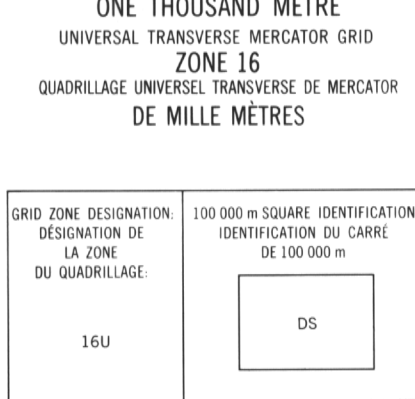 ONE THOUSAND METRE
UNIVERSAL TRANSVERSE MERCATOR GRID
ZONE 16
QUADRILLAGE UNIVERSEL TRANSVERSE DE MERCATOR
DE MILLE MÈTRES
GRID ZONE DESIGNATION:
DÉSIGNATION DE
LA ZONE
DU QUADRILLAGE:
16U
100 000 m SQUARE IDENTIFICATION
IDENTIFICATION DU CARRÉ
DE 100 000 m
DS